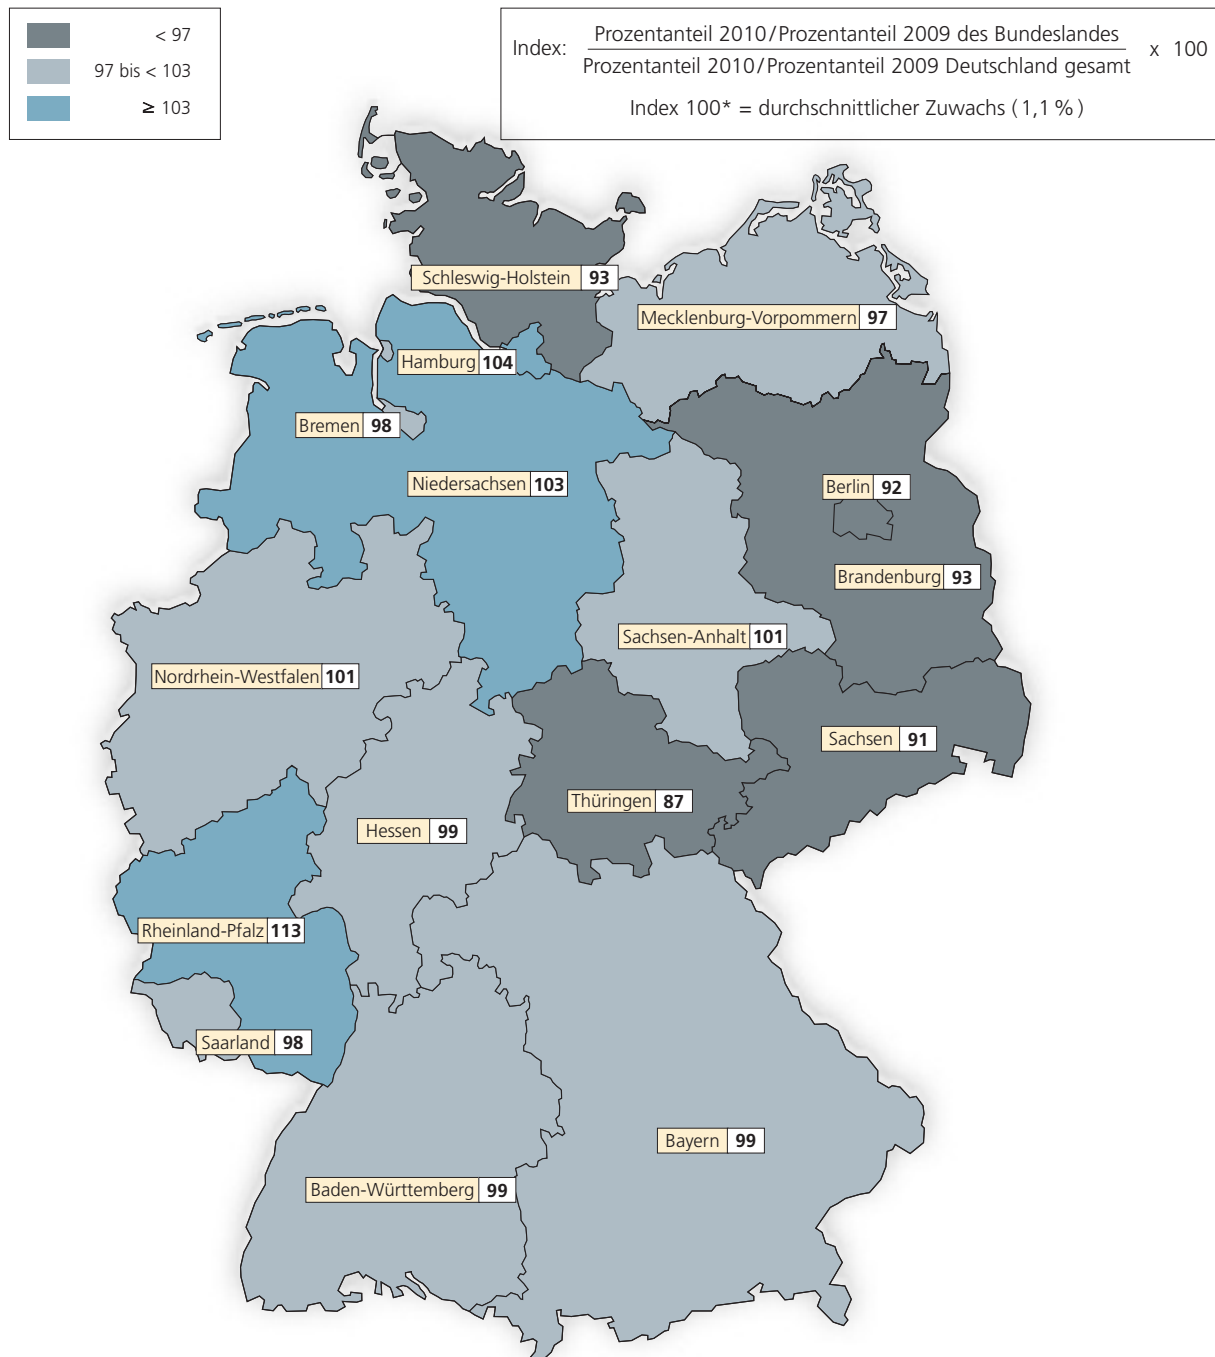 < 97
97 bis < 103
≥ 103
Index: Prozentanteil 2010/Prozentanteil 2009 des Bundeslandes x 100
Prozentanteil 2010/Prozentanteil 2009 Deutschland gesamt
Index 100* = durchschnittlicher Zuwachs (1,1 %)
Schleswig-Holstein 93
Mecklenburg-Vorpommern 97
Hamburg 104
Bremen 98
Niedersachsen 103
Berlin 92
Brandenburg 93
Sachsen-Anhalt 101
Nordrhein-Westfalen 101
Sachsen 91
Thüringen 87
Hessen 99
Rheinland-Pfalz 113
Saarland 98
Bayern 99
Baden-Württemberg 99